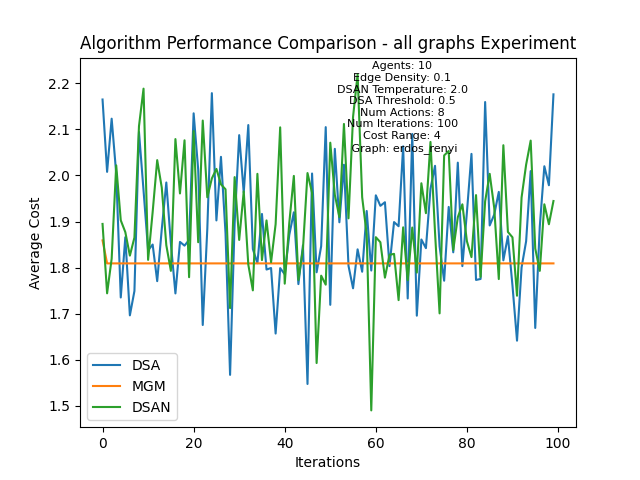 Algorithm Performance Comparison - all graphs Experiment
Agents: 10
Edge Density: 0.1
DSAN Temperature: 2.0
DSA Threshold: 0.5
Num Actions: 8
Num Iterations: 100
Cost Range: 4
Graph: erdps_renyi
2.2
2.1
2.0
1.9
1.8
1.7
1.6
1.5
Average Cost
DSA
MGM
DSAN
0
20
40
60
80
100
Iterations